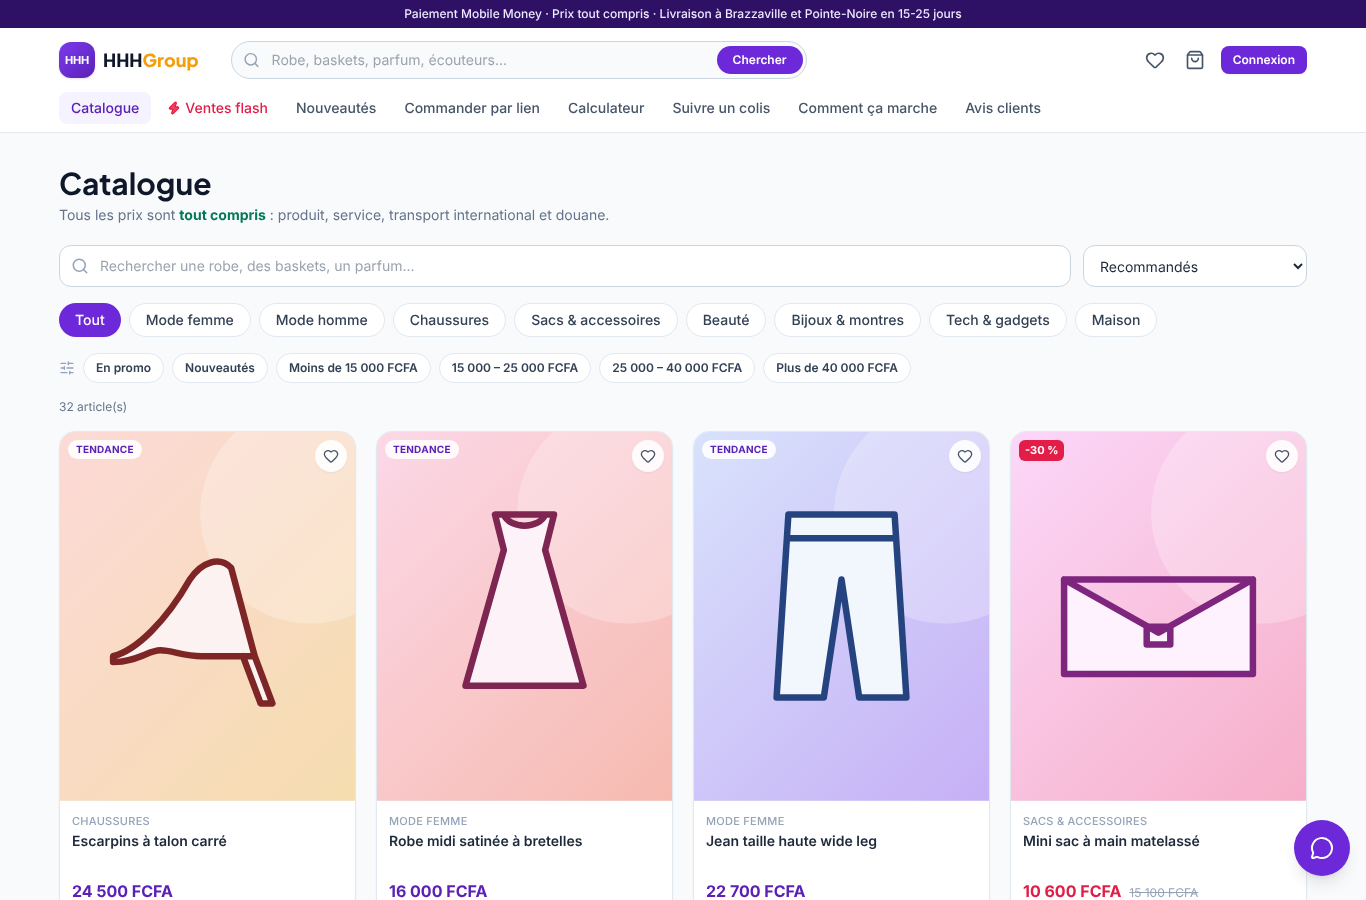 Paiement Mobile Money · Prix tout compris · Livraison à Brazzaville et Pointe-Noire en 15-25 jours
HHH HHHGroup Robe, baskets, parfum, écouteurs... Chercher Connexion
Catalogue Ventes flash Nouveautés Commander par lien Calculateur Suivre un colis Comment ça marche Avis clients
Catalogue
Tous les prix sont tout compris : produit, service, transport international et douane.
Rechercher une robe, des baskets, un parfum... Recommandés
Tout Mode femme Mode homme Chaussures Sacs & accessoires Beauté Bijoux & montres Tech & gadgets Maison
En promo Nouveautés Moins de 15 000 FCFA 15 000 – 25 000 FCFA 25 000 – 40 000 FCFA Plus de 40 000 FCFA
32 article(s)
TENDANCE TENDANCE TENDANCE -30 %
CHAUSSURES MODE FEMME MODE FEMME SACS & ACCESSOIRES
Escarpins à talon carré Robe midi satinée à bretelles Jean taille haute wide leg Mini sac à main matelassé
24 500 FCFA 16 000 FCFA 22 700 FCFA 10 600 FCFA 15 100 FCFA